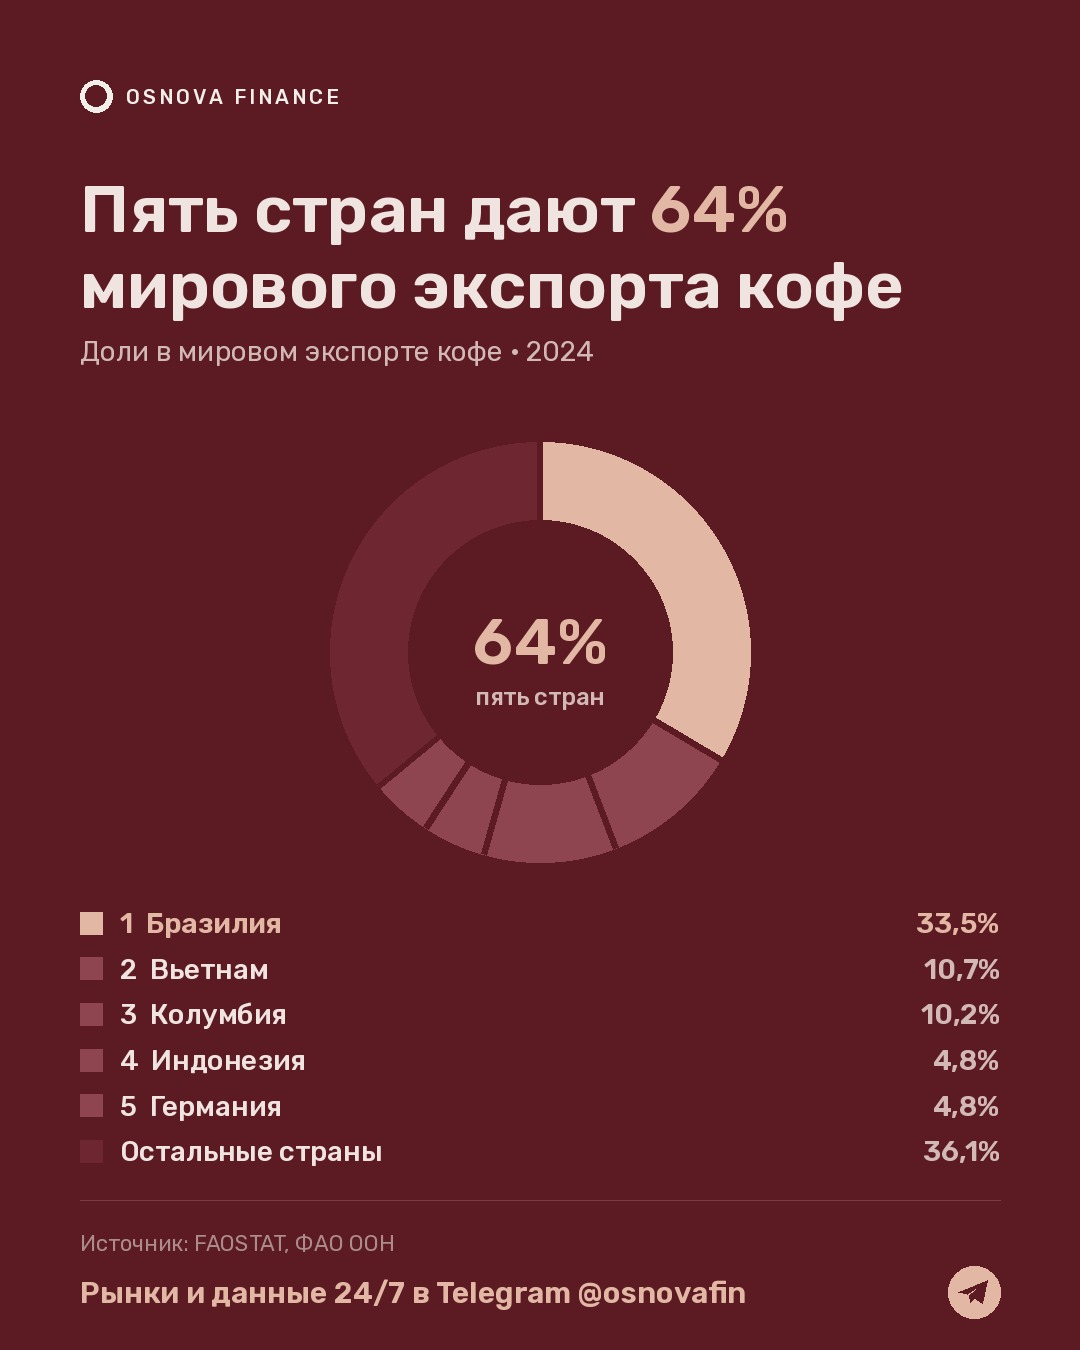 OSNOVA FINANCE
Пять стран дают 64%
мирового экспорта кофе
Доли в мировом экспорте кофе • 2024
64%
пять стран
1 Бразилия 33,5%
2 Вьетнам 10,7%
3 Колумбия 10,2%
4 Индонезия 4,8%
5 Германия 4,8%
Остальные страны 36,1%
Источник: FAOSTAT, ФАО ООН
Рынки и данные 24/7 в Telegram @osnovafin